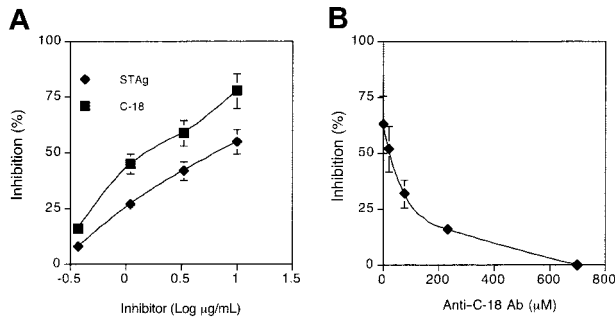 A
100
75
50
25
0
Inhibition (%)
STAg
C-18
-0.5
0
0.5
1
1.5
Inhibitor (Log µg/mL)
B
100
75
50
25
0
Inhibition (%)
0
200
400
600
800
Anti-C-18 Ab (µM)